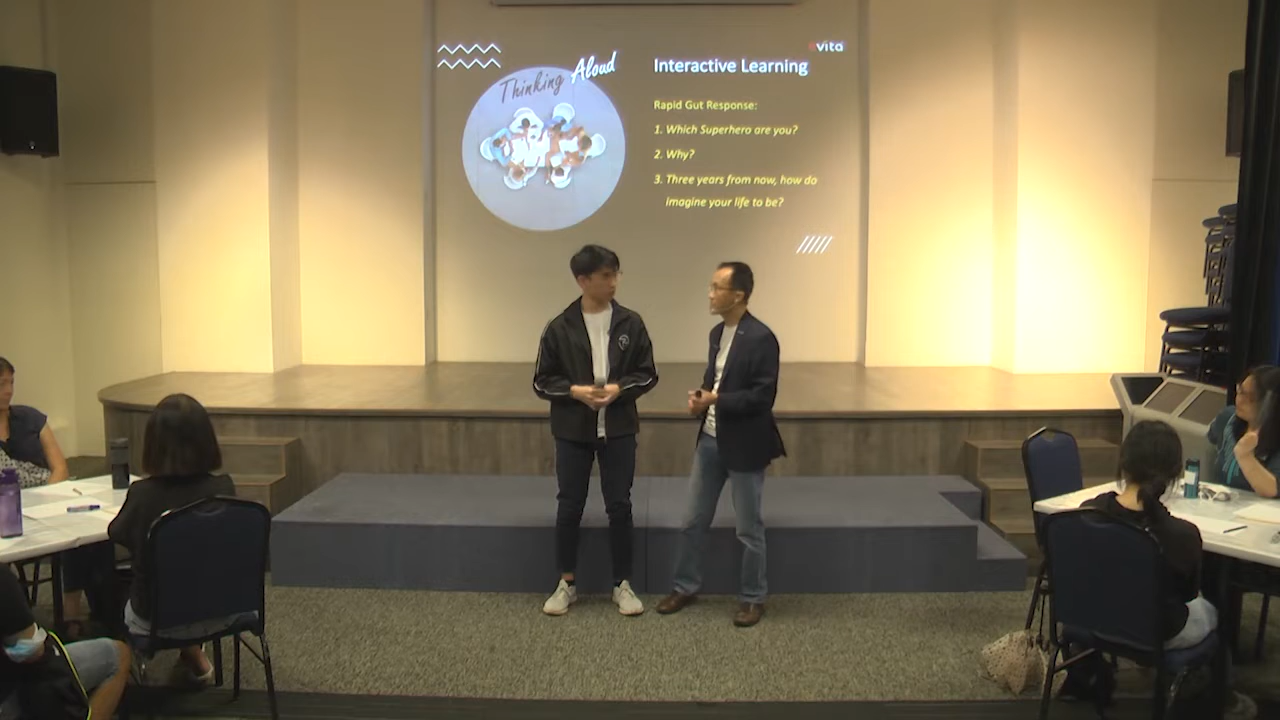 vita
Thinking Aloud
Interactive Learning
Rapid Gut Response:
1. Which Superhero are you?
2. Why?
3. Three years from now, how do
imagine your life to be?